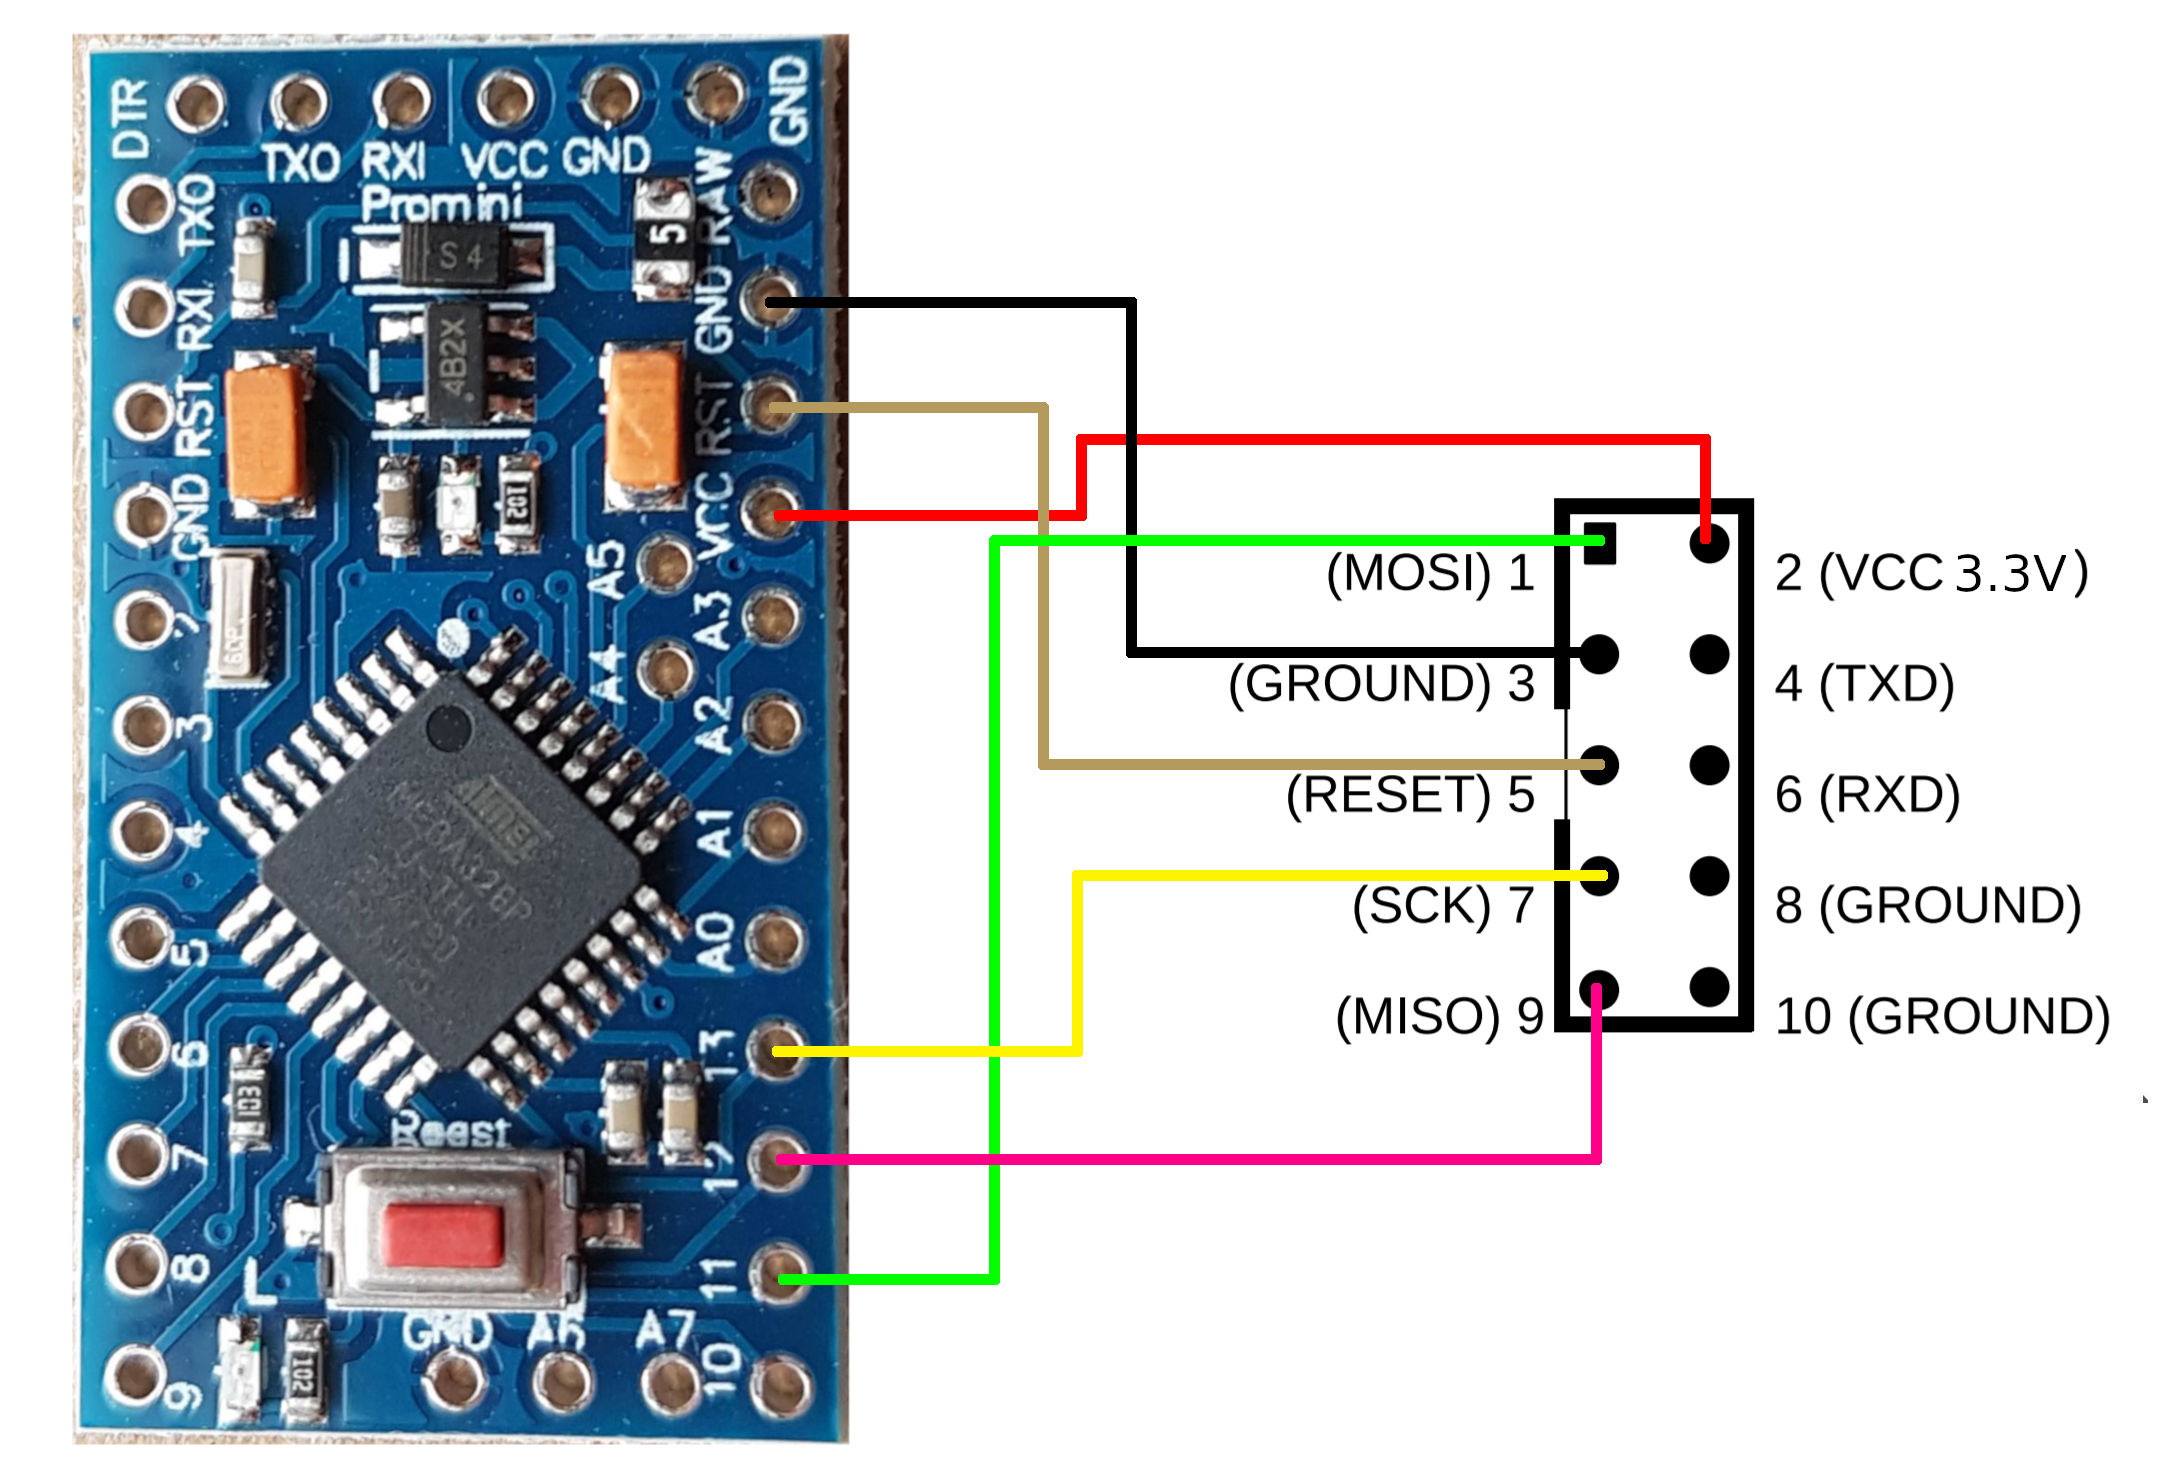 DTR
TXO
RXI
VCC
GND
GND
Promini
TXO
RXI
RST
GND
2
3
4
5
6
7
8
9
S 4
4B2X
5
102
RAW
GND
RST
VCC
A5
A4
A3
A2
A1
A0
13
12
11
10
L
102
GND
A6
A7
(MOSI) 1
2 (VCC 3.3V)
(GROUND) 3
4 (TXD)
(RESET) 5
6 (RXD)
(SCK) 7
8 (GROUND)
(MISO) 9
10 (GROUND)